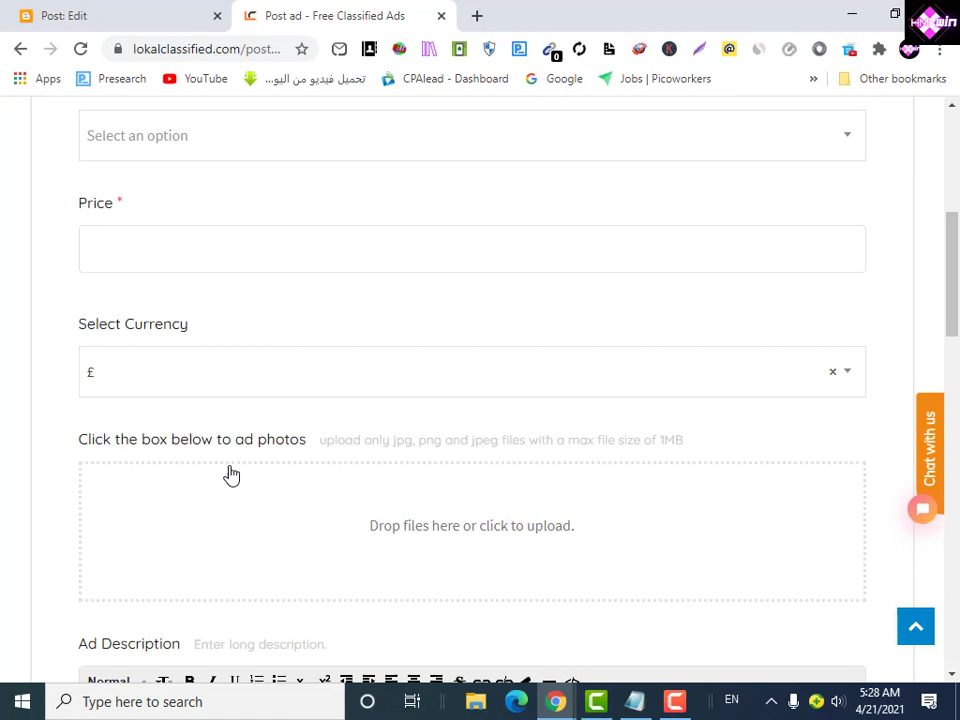 Post: Edit
Post ad - Free Classified Ads
HMCwin
lokalclassified.com/post...
0
Apps
Presearch
YouTube
تحميل فيديو من اليو...
CPAlead - Dashboard
Google
Jobs | Picoworkers
»
Other bookmarks
Select an option
Price *
Select Currency
£
×
Click the box below to ad photos upload only jpg, png and jpeg files with a max file size of 1MB
Drop files here or click to upload.
Chat with us
Ad Description Enter long description.
Normal
Type here to search
EN
5:28 AM
4/21/2021